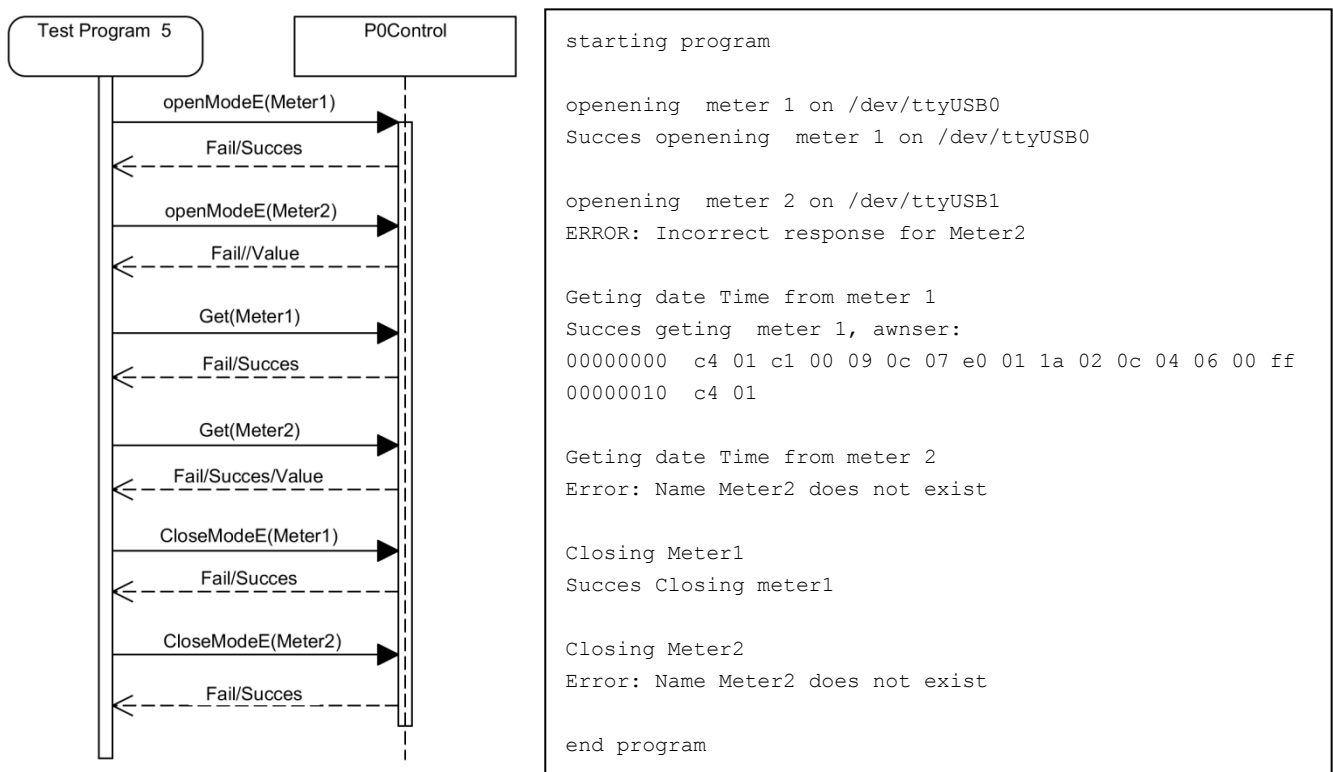 Test Program 5
P0Control
openModeE(Meter1)
Fail/Succes
openModeE(Meter2)
Fail//Value
Get(Meter1)
Fail/Succes
Get(Meter2)
Fail/Succes/Value
CloseModeE(Meter1)
Fail/Succes
CloseModeE(Meter2)
Fail/Succes
starting program
openening  meter 1 on /dev/ttyUSB0
Succes openening  meter 1 on /dev/ttyUSB0
openening  meter 2 on /dev/ttyUSB1
ERROR: Incorrect response for Meter2
Geting date Time from meter 1
Succes geting  meter 1, awnser:
00000000  c4 01 c1 00 09 0c 07 e0 01 1a 02 0c 04 06 00 ff
00000010  c4 01
Geting date Time from meter 2
Error: Name Meter2 does not exist
Closing Meter1
Succes Closing meter1
Closing Meter2
Error: Name Meter2 does not exist
end program